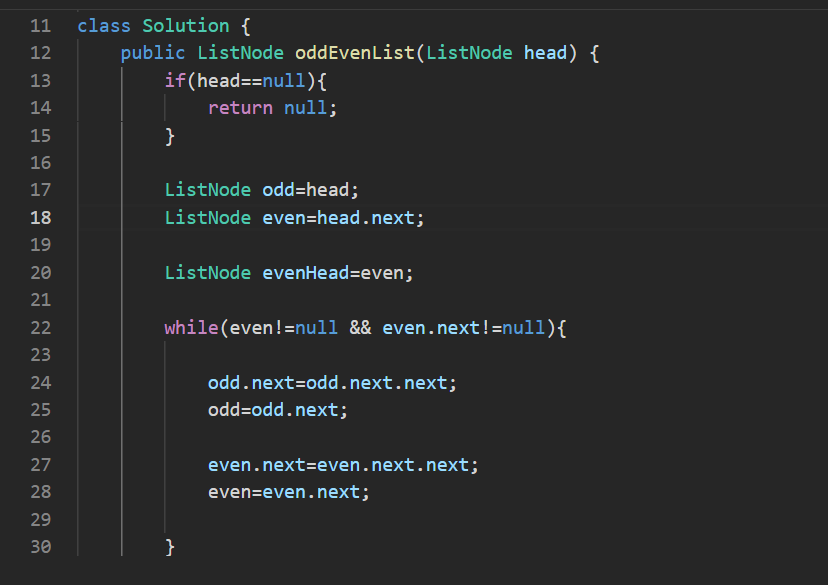 11 class Solution {
12     public ListNode oddEvenList(ListNode head) {
13         if(head==null){
14             return null;
15         }
16
17         ListNode odd=head;
18         ListNode even=head.next;
19
20         ListNode evenHead=even;
21
22         while(even!=null && even.next!=null){
23
24             odd.next=odd.next.next;
25             odd=odd.next;
26
27             even.next=even.next.next;
28             even=even.next;
29
30         }